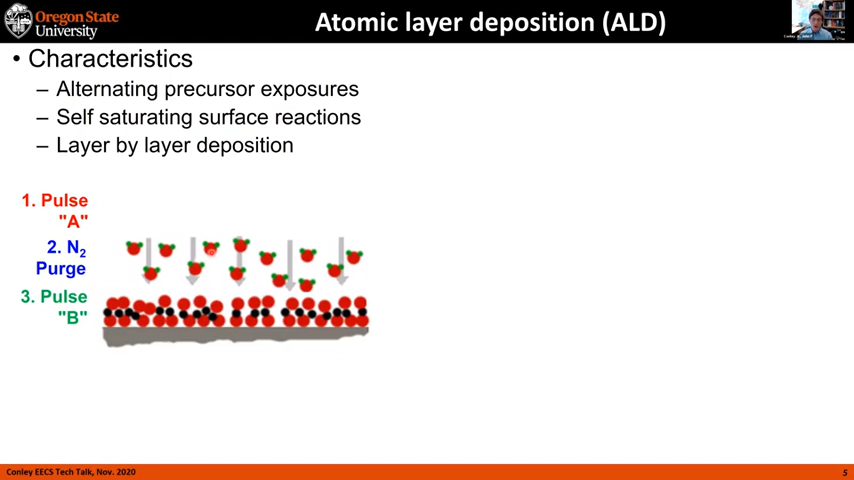 Oregon State
University
Atomic layer deposition (ALD)
• Characteristics
– Alternating precursor exposures
– Self saturating surface reactions
– Layer by layer deposition
1. Pulse
"A"
2. N2
Purge
3. Pulse
"B"
Conley EECS Tech Talk, Nov. 2020
5